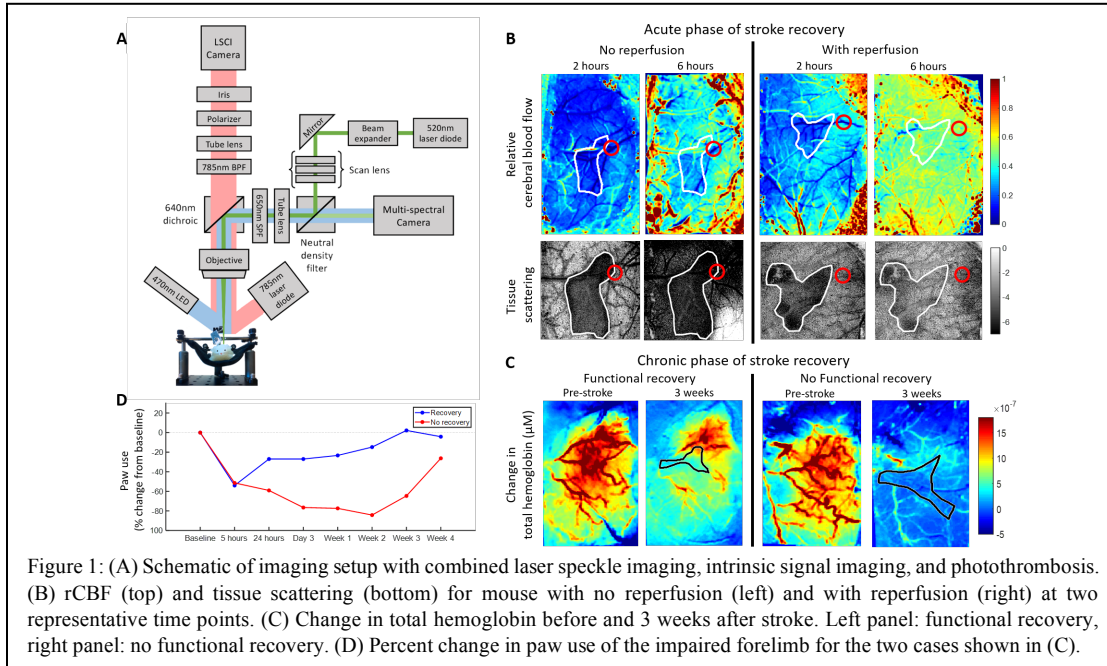 A
LSCI
Camera
Iris
Polarizer
Tube lens
785nm BPF
640nm
dichroic
650nm SPF
Tube lens
Mirror
Beam
expander
520nm
laser diode
Scan lens
Neutral
density
filter
Multi-spectral
Camera
Objective
470nm LED
785nm
laser
diode
B
Acute phase of stroke recovery
No reperfusion
With reperfusion
2 hours
6 hours
2 hours
6 hours
Relative
cerebral blood flow
1
0.8
0.6
0.4
0.2
0
Tissue
scattering
0
-2
-4
-6
C
Chronic phase of stroke recovery
Functional recovery
No Functional recovery
Pre-stroke
3 weeks
Pre-stroke
3 weeks
Change in
total hemoglobin (µM)
10⁻⁷
15
10
5
0
-5
D
Paw use
(% change from baseline)
20
0
-20
-40
-60
-80
100
Recovery
No recovery
Baseline
5 hours
24 hours
Day 3
Week 1
Week 2
Week 3
Week 4
Figure 1: (A) Schematic of imaging setup with combined laser speckle imaging, intrinsic signal imaging, and photothrombosis.
(B) rCBF (top) and tissue scattering (bottom) for mouse with no reperfusion (left) and with reperfusion (right) at two
representative time points. (C) Change in total hemoglobin before and 3 weeks after stroke. Left panel: functional recovery,
right panel: no functional recovery. (D) Percent change in paw use of the impaired forelimb for the two cases shown in (C).